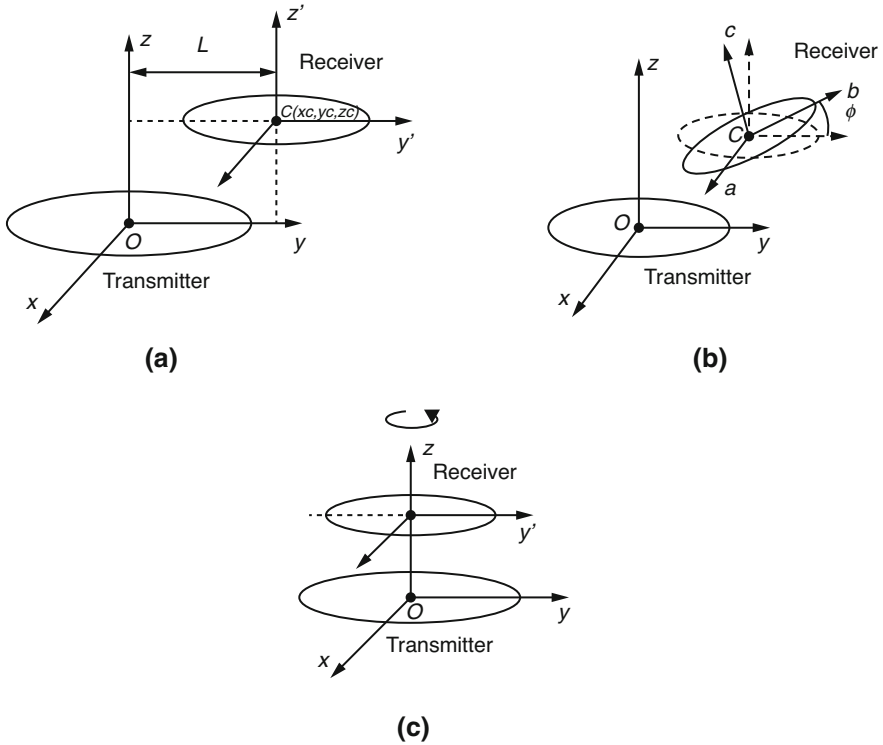 z
L
z'
Receiver
C(xc,yc,zc)
y'
O
y
Transmitter
x
(a)
c
Receiver
z
b
ϕ
C
a
O
y
Transmitter
x
(b)
z
Receiver
y'
O
y
Transmitter
x
(c)